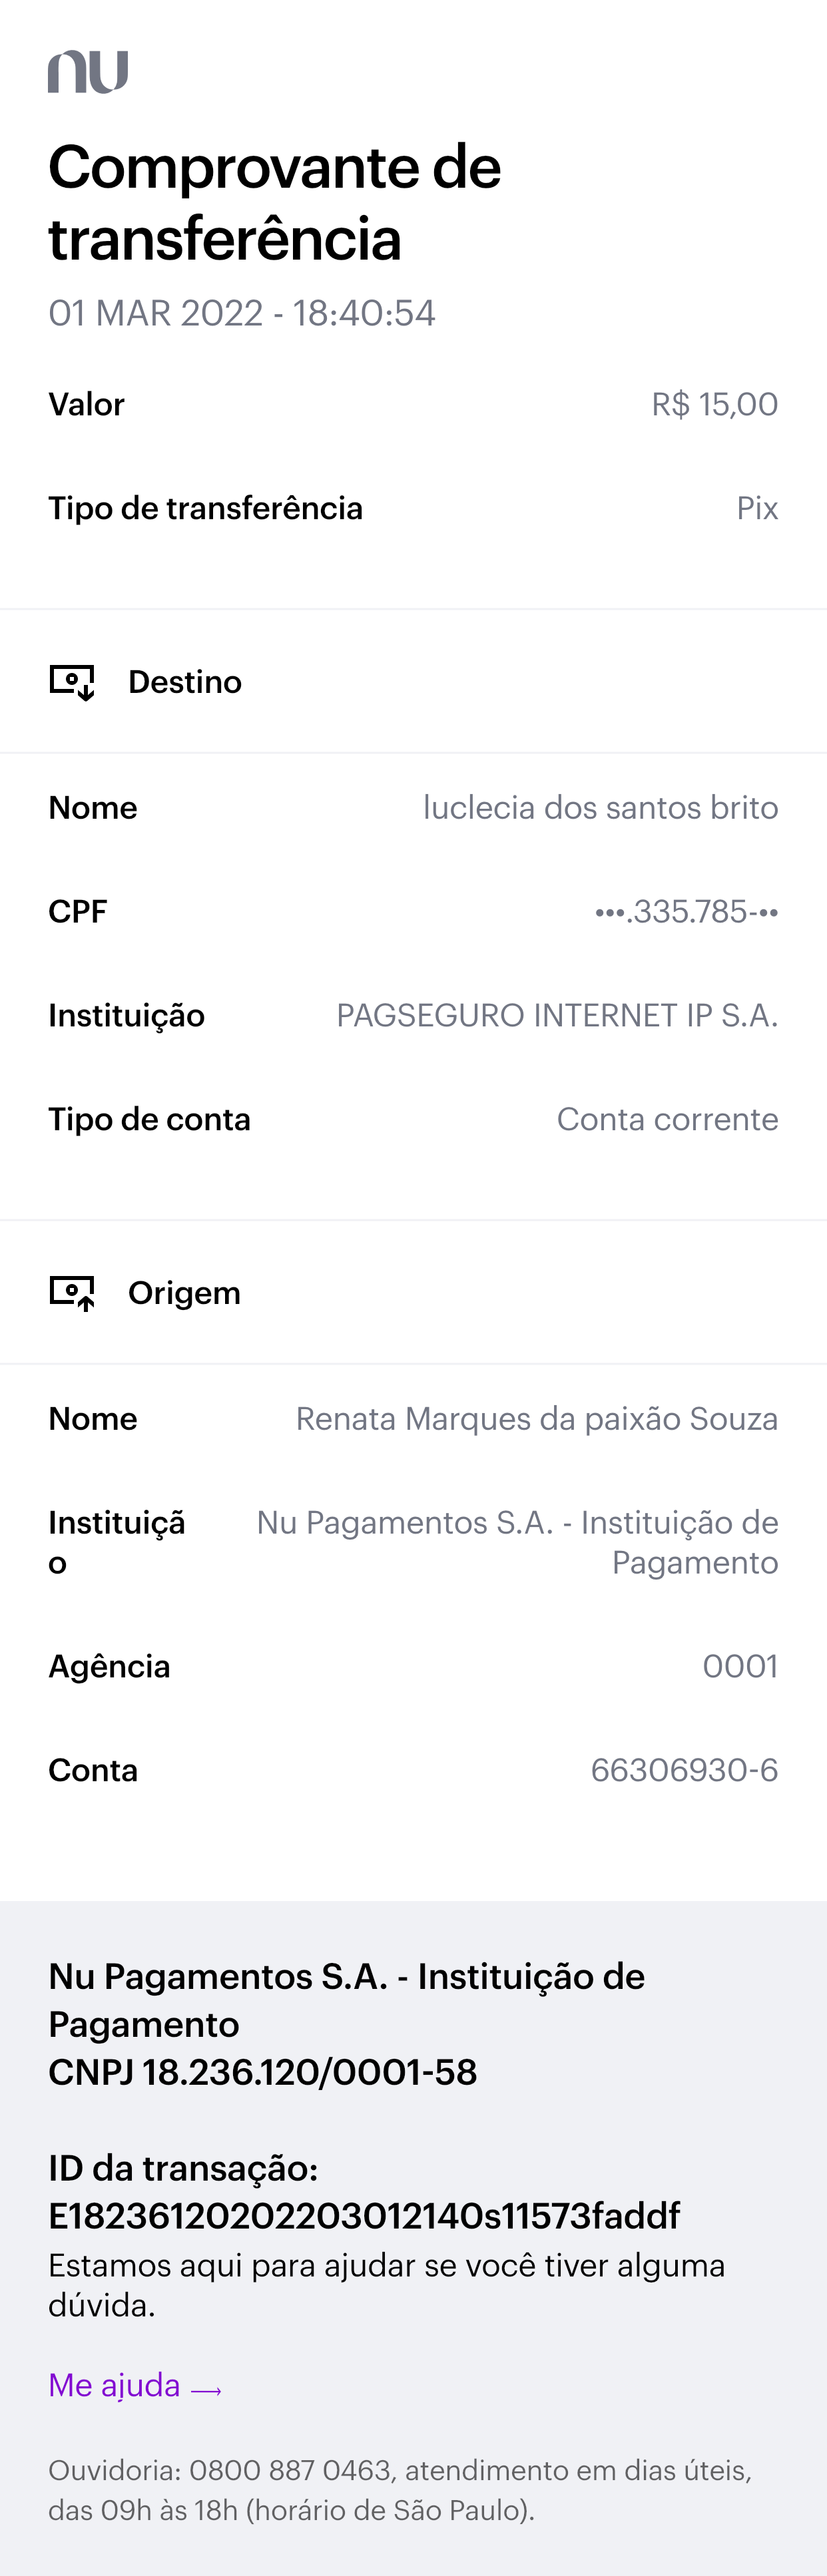 nu
Comprovante de
transferência
01 MAR 2022 - 18:40:54
Valor R$ 15,00
Tipo de transferência Pix
Destino
Nome luclecia dos santos brito
CPF •••.335.785-••
Instituição PAGSEGURO INTERNET IP S.A.
Tipo de conta Conta corrente
Origem
Nome Renata Marques da paixão Souza
Instituiçã Nu Pagamentos S.A. - Instituição de
o Pagamento
Agência 0001
Conta 66306930-6
Nu Pagamentos S.A. - Instituição de
Pagamento
CNPJ 18.236.120/0001-58
ID da transação:
E18236120202203012140s11573faddf
Estamos aqui para ajudar se você tiver alguma
dúvida.
Me ajuda →
Ouvidoria: 0800 887 0463, atendimento em dias úteis,
das 09h às 18h (horário de São Paulo).